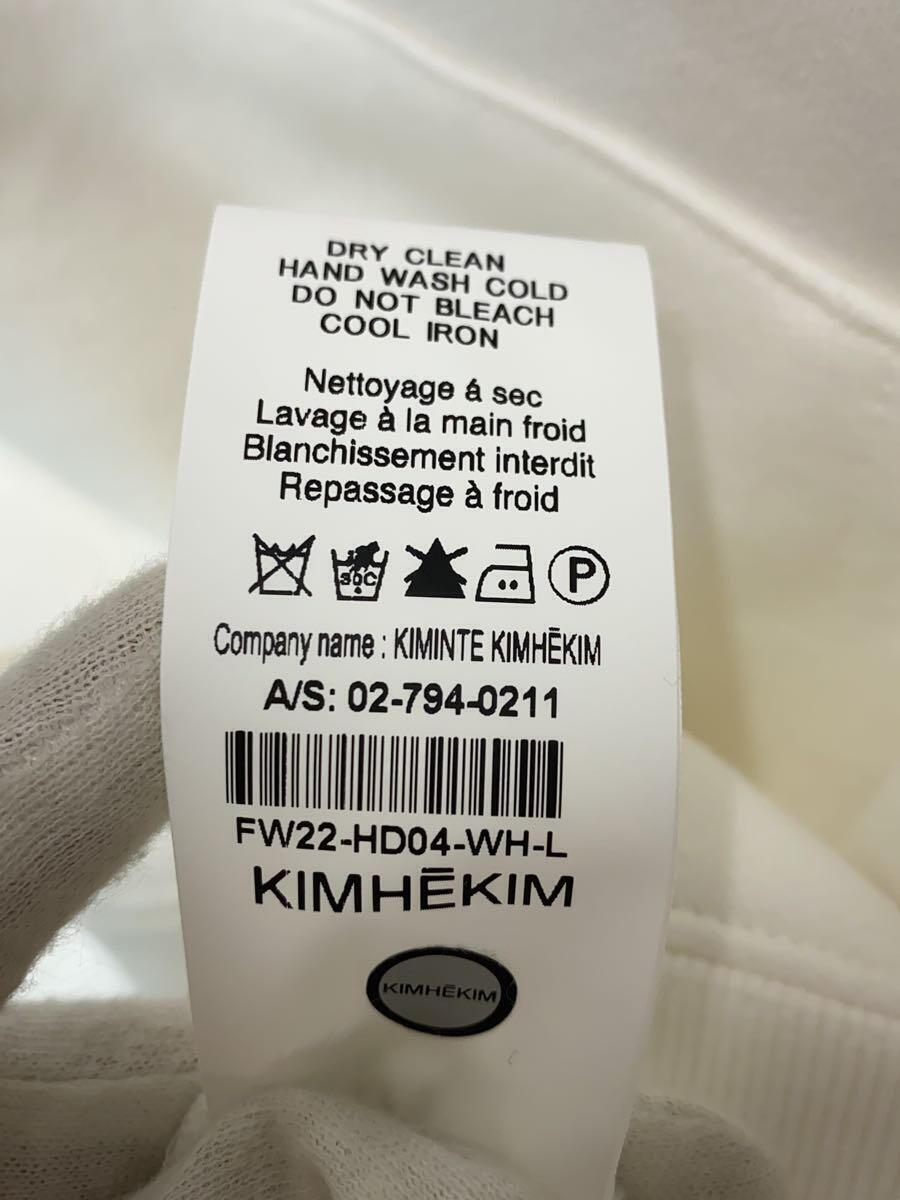 DRY CLEAN
HAND WASH COLD
DO NOT BLEACH
COOL IRON
Nettoyage á sec
Lavage à la main froid
Blanchissement interdit
Repassage à froid
30C
P
Company name : KIMINTE KIMHĒKIM
A/S: 02-794-0211
FW22-HD04-WH-L
KIMHĒKIM
KIMHĒKIM